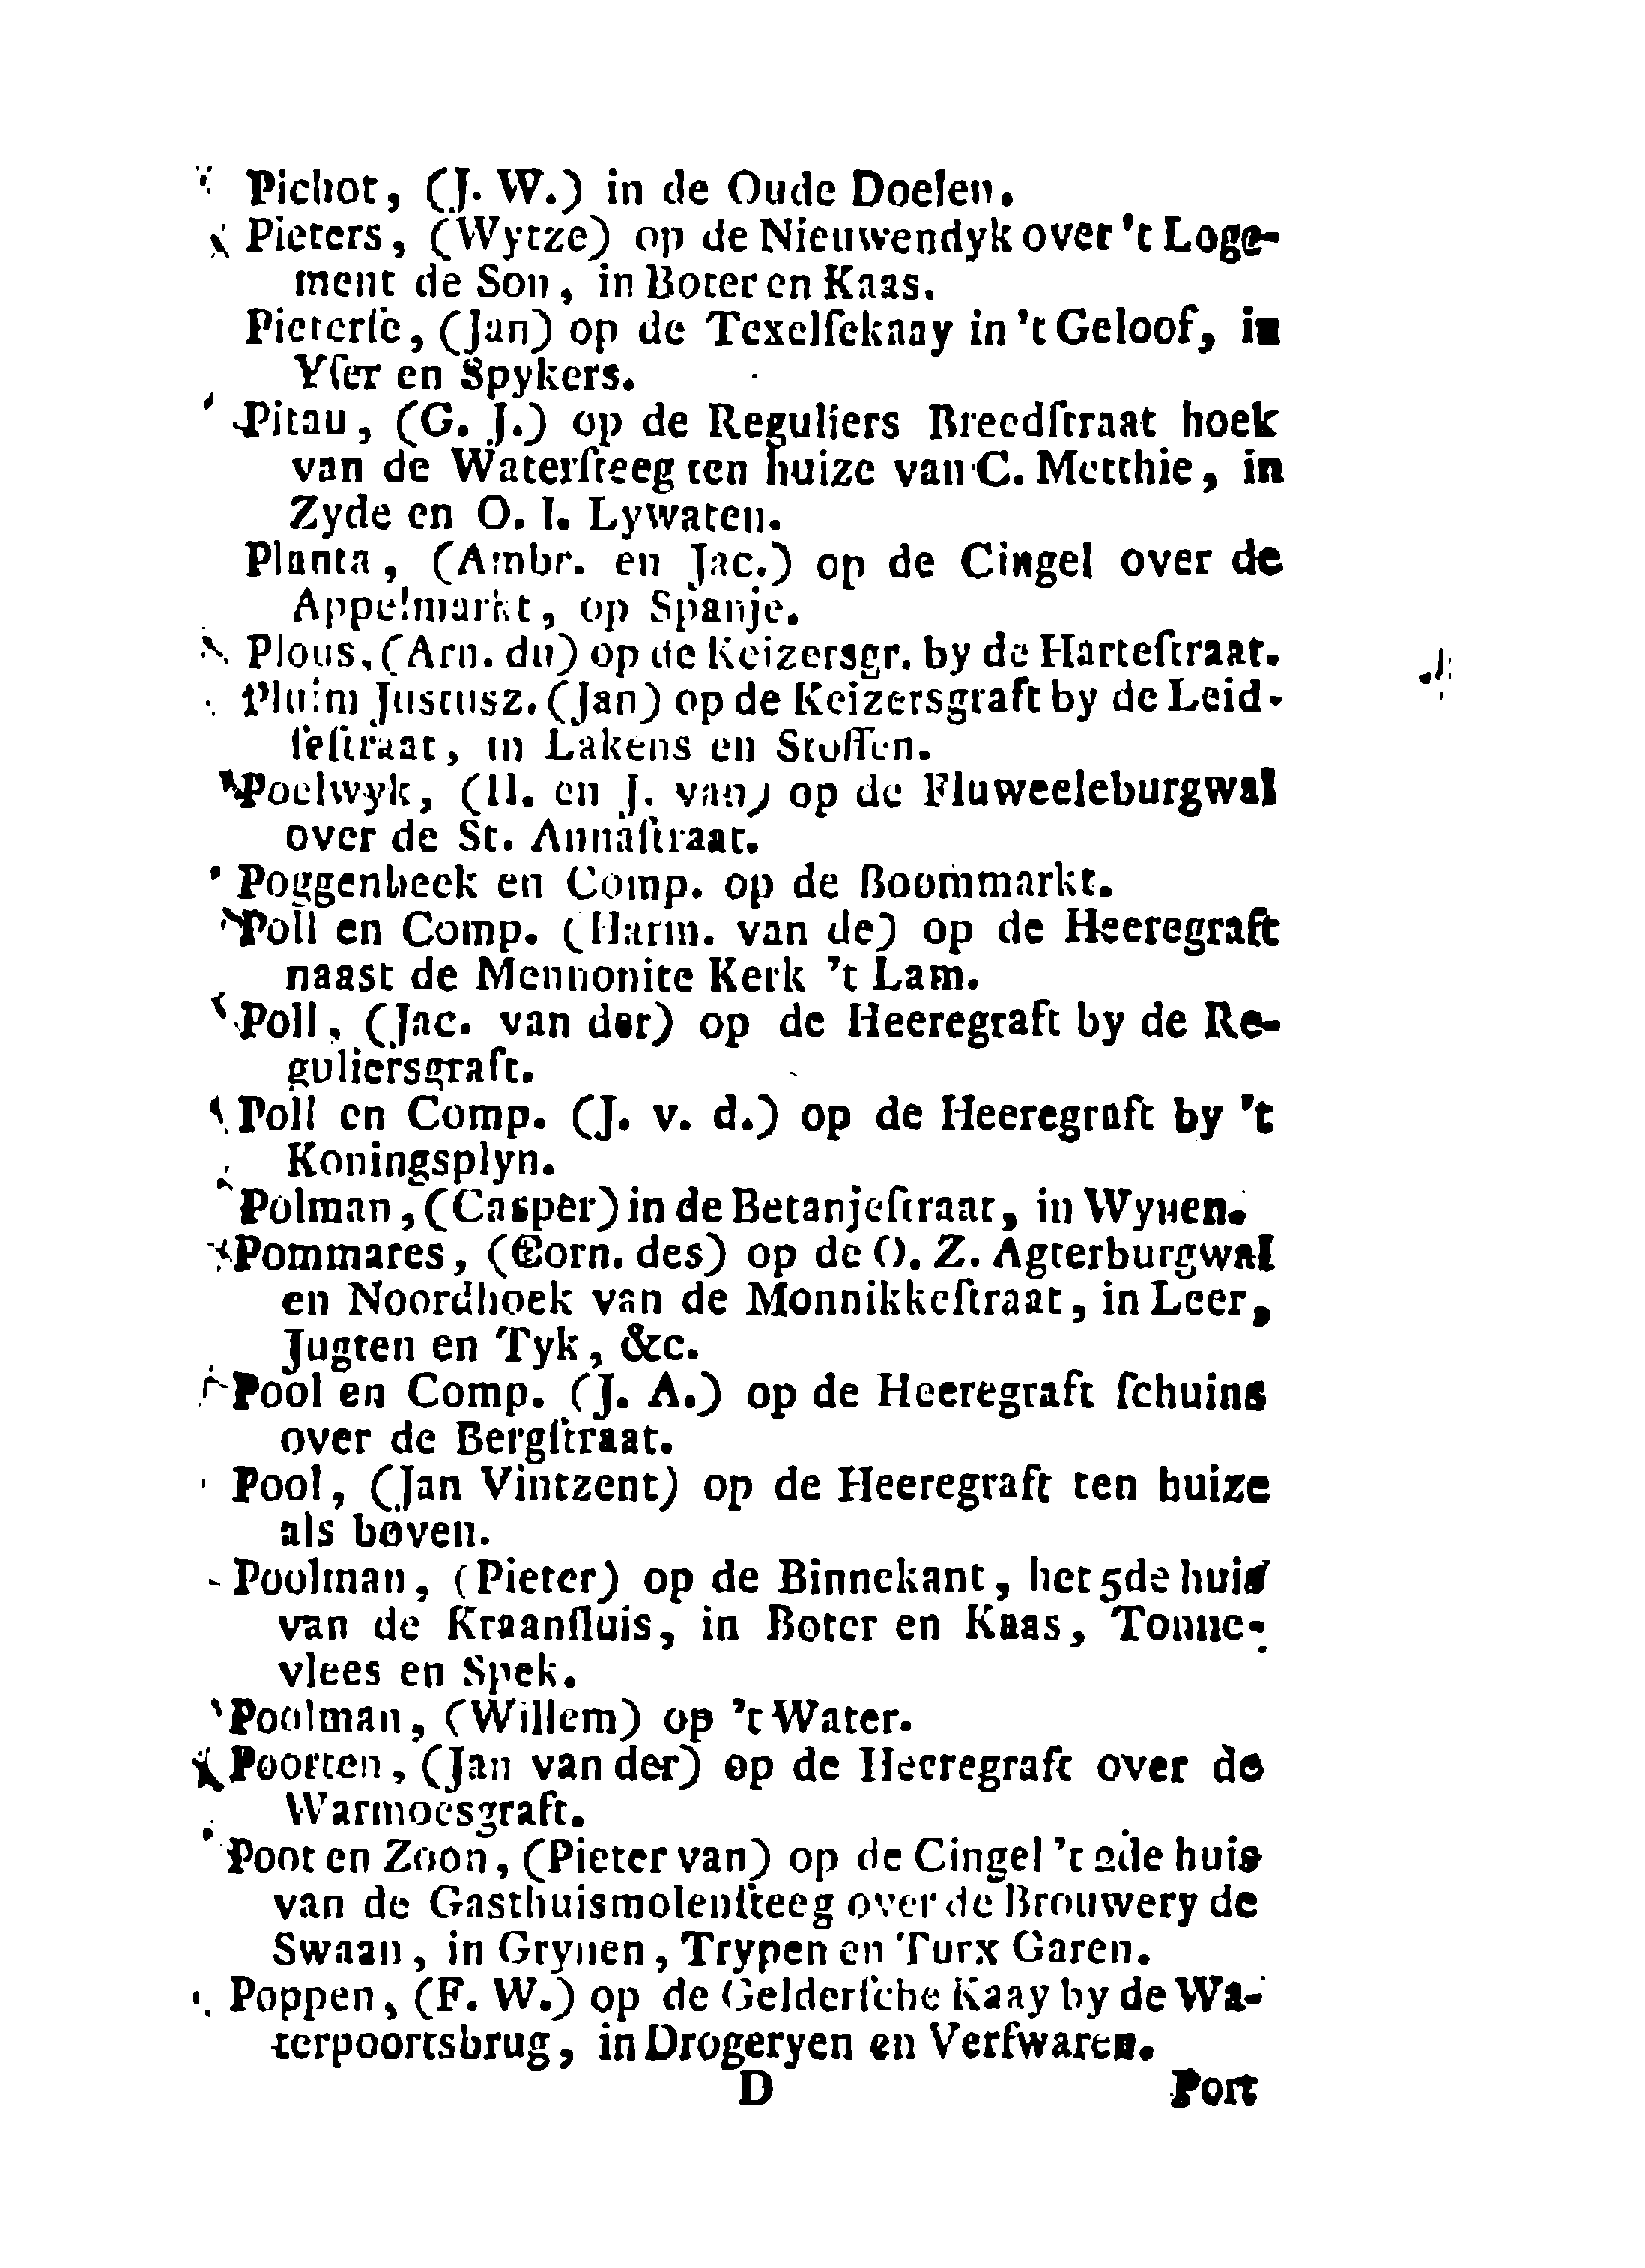 Pichot, (J. W.) in de Oude Doelen.
Pieters, (Wytze) op de Nieuwendyk over 't Loge-
ment de Son, in Boter en Kaas.
Pieterſe, (Jan) op de Texelſekaay in 't Geloof, in
Yſer en Spykers.
Pitau, (G. J.) op de Reguliers Breedſtraat hoek
van de Waterſteeg ten huize van C. Metthie, in
Zyde en O. I. Lywaten.
Planta, (Ambr. en Jac.) op de Cingel over de
Appelmarkt, op Spanje.
Plous, (Arn. du) op de Keizersgr. by de Harteſtraat.
Pluim Justusz. (Jan) op de Keizersgraft by de Leid-
ſeſtraat, in Lakens en Stoffen.
Poelwyk, (H. en J. van) op de Fluweeleburgwal
over de St. Annaſtraat.
Poggenbeek en Comp. op de Boommarkt.
Poll en Comp. (Harm. van de) op de Heeregraft
naast de Mennonite Kerk 't Lam.
Poll, (Jac. van der) op de Heeregraft by de Re-
guliersgraft.
Poll en Comp. (J. v. d.) op de Heeregraft by 't
Koningsplyn.
Polman, (Casper) in de Betanjeſtraat, in Wynen.
Pommares, (Corn. des) op de O. Z. Agterburgwal
en Noordhoek van de Monnikkeſtraat, in Leer,
Jugten en Tyk, &c.
Pool en Comp. (J. A.) op de Heeregraft ſchuins
over de Bergſtraat.
Pool, (Jan Vintzent) op de Heeregraft ten huize
als boven.
Poolman, (Pieter) op de Binnekant, het 5de huis
van de Kraanſluis, in Boter en Kaas, Tonne-
vlees en Spek.
Poolman, (Willem) op 't Water.
Poorten, (Jan van der) op de Heeregraft over de
Warmoesgraft.
Poot en Zoon, (Pieter van) op de Cingel 't 2de huis
van de Gasthuismolenſteeg over de Brouwery de
Swaan, in Grynen, Trypen en Turx Garen.
Poppen, (F. W.) op de Gelderſche Kaay by de Wa-
terpoortsbrug, in Drogeryen en Verfwaren.
D Port